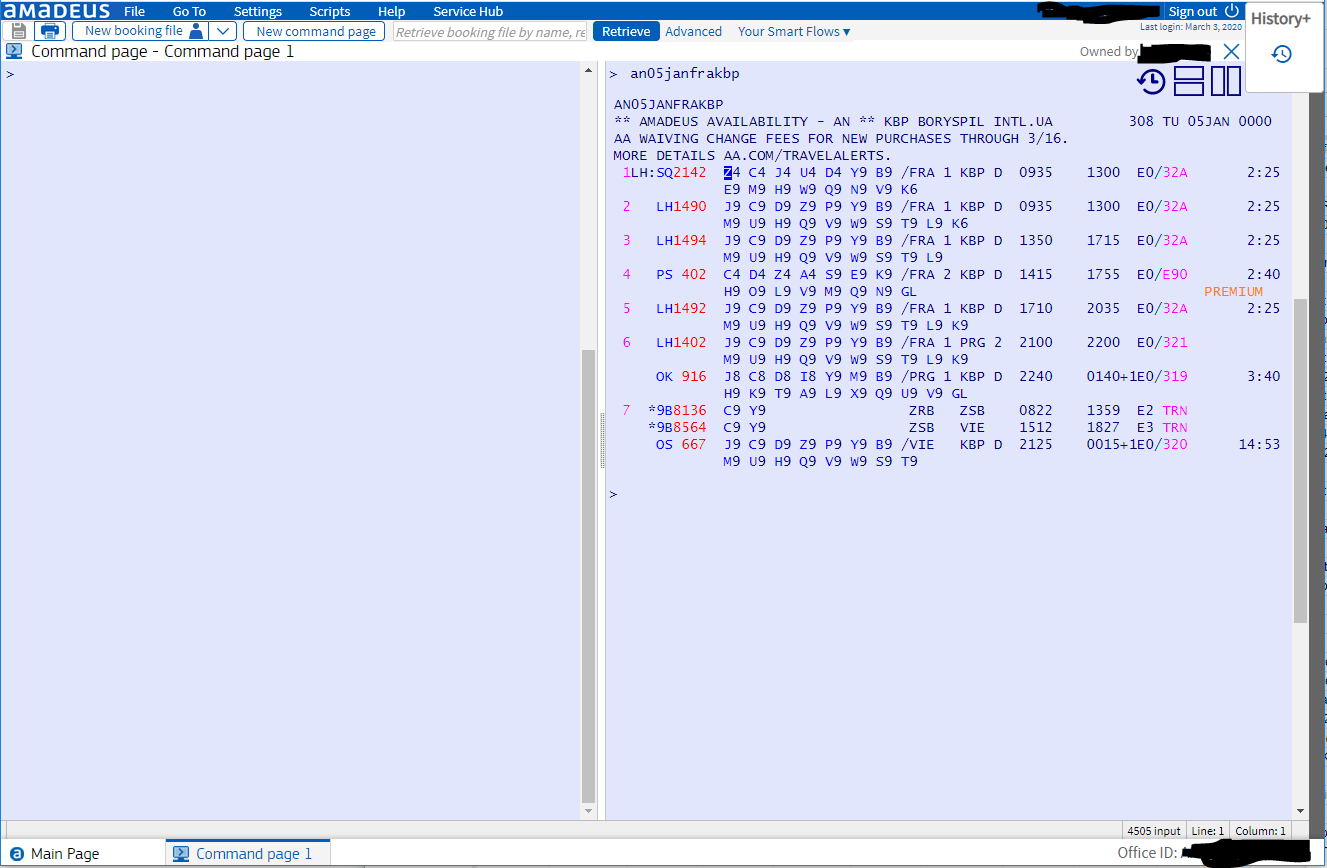 aMaDEUS File Go To Settings Scripts Help Service Hub Sign out
Last login: March 3, 2020
History+
New booking file New command page Retrieve booking file by name, re Retrieve Advanced Your Smart Flows ▾
Command page - Command page 1 Owned by
>
> an05janfrakbp
AN05JANFRAKBP
** AMADEUS AVAILABILITY - AN ** KBP BORYSPIL INTL.UA 308 TU 05JAN 0000
AA WAIVING CHANGE FEES FOR NEW PURCHASES THROUGH 3/16.
MORE DETAILS AA.COM/TRAVELALERTS.
1LH:SQ2142 Z4 C4 J4 U4 D4 Y9 B9 /FRA 1 KBP D 0935 1300 E0/32A 2:25
E9 M9 H9 W9 Q9 N9 V9 K6
2 LH1490 J9 C9 D9 Z9 P9 Y9 B9 /FRA 1 KBP D 0935 1300 E0/32A 2:25
M9 U9 H9 Q9 V9 W9 S9 T9 L9 K6
3 LH1494 J9 C9 D9 Z9 P9 Y9 B9 /FRA 1 KBP D 1350 1715 E0/32A 2:25
M9 U9 H9 Q9 V9 W9 S9 T9 L9
4 PS 402 C4 D4 Z4 A4 S9 E9 K9 /FRA 2 KBP D 1415 1755 E0/E90 2:40
H9 O9 L9 V9 M9 Q9 N9 GL PREMIUM
5 LH1492 J9 C9 D9 Z9 P9 Y9 B9 /FRA 1 KBP D 1710 2035 E0/32A 2:25
M9 U9 H9 Q9 V9 W9 S9 T9 L9 K9
6 LH1402 J9 C9 D9 Z9 P9 Y9 B9 /FRA 1 PRG 2 2100 2200 E0/321
M9 U9 H9 Q9 V9 W9 S9 T9 L9 K9
OK 916 J8 C8 D8 I8 Y9 M9 B9 /PRG 1 KBP D 2240 0140+1E0/319 3:40
H9 K9 T9 A9 L9 X9 Q9 U9 V9 GL
7 *9B8136 C9 Y9 ZRB ZSB 0822 1359 E2 TRN
*9B8564 C9 Y9 ZSB VIE 1512 1827 E3 TRN
OS 667 J9 C9 D9 Z9 P9 Y9 B9 /VIE KBP D 2125 0015+1E0/320 14:53
M9 U9 H9 Q9 V9 W9 S9 T9
>
4505 input Line: 1 Column: 1
Main Page Command page 1 Office ID: